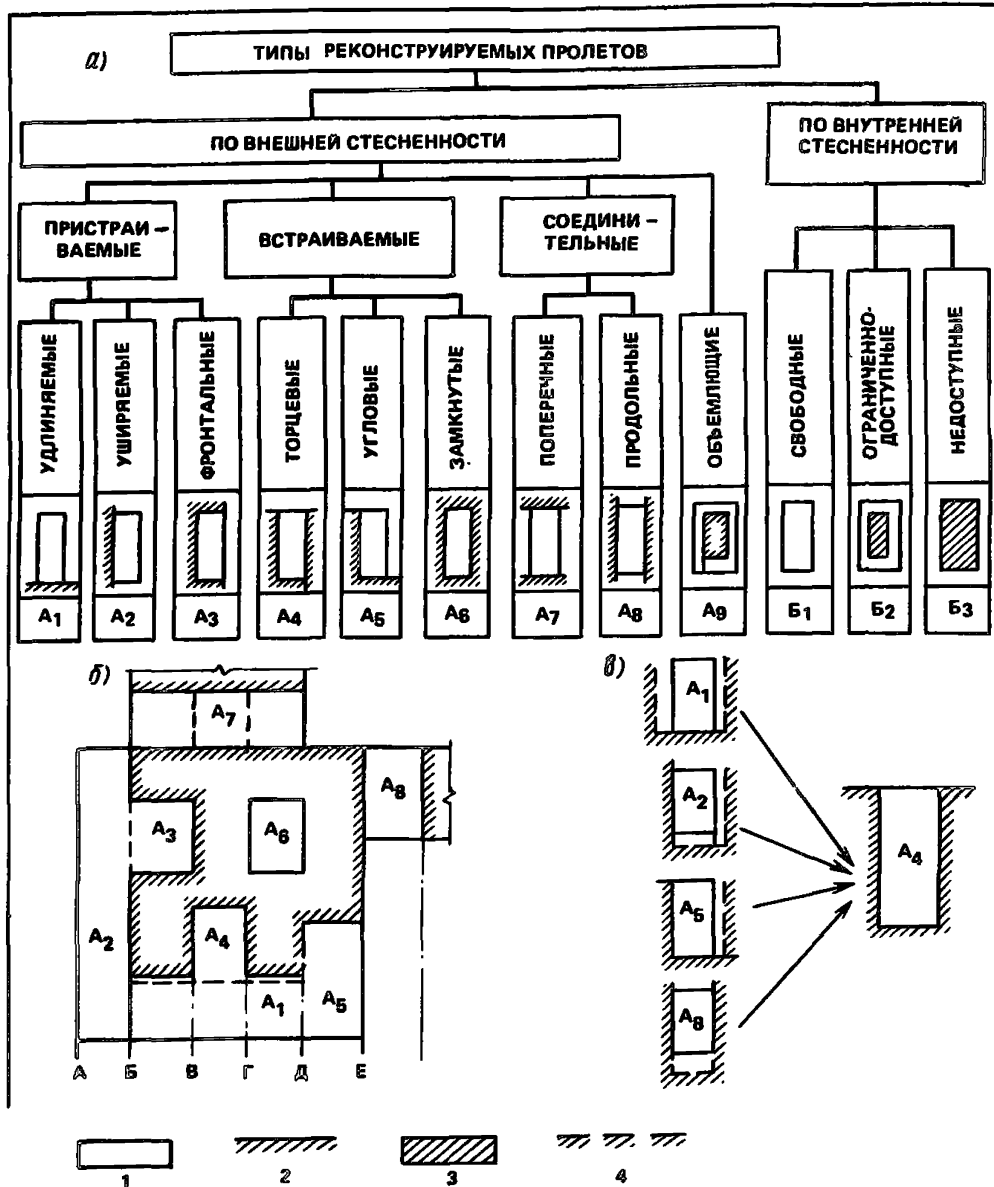 а)
ТИПЫ РЕКОНСТРУИРУЕМЫХ ПРОЛЕТОВ
ПО ВНЕШНЕЙ СТЕСНЕННОСТИ
ПО ВНУТРЕННЕЙ
СТЕСНЕННОСТИ
ПРИСТРАИ –
ВАЕМЫЕ
ВСТРАИВАЕМЫЕ
СОЕДИНИ –
ТЕЛЬНЫЕ
УДЛИНЯЕМЫЕ
УШИРЯЕМЫЕ
ФРОНТАЛЬНЫЕ
ТОРЦЕВЫЕ
УГЛОВЫЕ
ЗАМКНУТЫЕ
ПОПЕРЕЧНЫЕ
ПРОДОЛЬНЫЕ
ОБЪЕМЛЮЩИЕ
СВОБОДНЫЕ
ОГРАНИЧЕННО-
ДОСТУПНЫЕ
НЕДОСТУПНЫЕ
А1 А2 А3 А4 А5 А6 А7 А8 А9 Б1 Б2 Б3
б)
А7
А8
А3 А6
А2 А4
А1 А5
А Б В Г Д Е
в)
А1
А2
А4
А5
А8
1 2 3 4